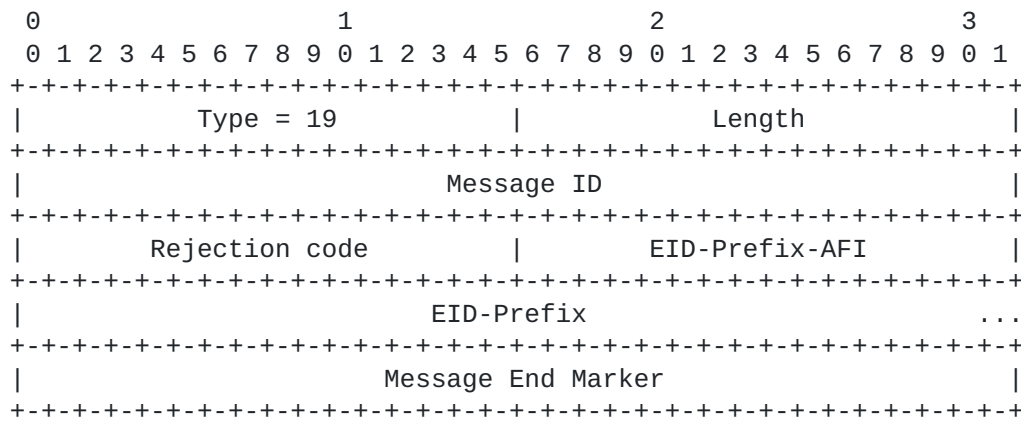 0                   1                   2                   3
 0 1 2 3 4 5 6 7 8 9 0 1 2 3 4 5 6 7 8 9 0 1 2 3 4 5 6 7 8 9 0 1
+-+-+-+-+-+-+-+-+-+-+-+-+-+-+-+-+-+-+-+-+-+-+-+-+-+-+-+-+-+-+-+-+
|           Type = 19           |            Length             |
+-+-+-+-+-+-+-+-+-+-+-+-+-+-+-+-+-+-+-+-+-+-+-+-+-+-+-+-+-+-+-+-+
|                           Message ID                          |
+-+-+-+-+-+-+-+-+-+-+-+-+-+-+-+-+-+-+-+-+-+-+-+-+-+-+-+-+-+-+-+-+
|        Rejection code         |        EID-Prefix-AFI         |
+-+-+-+-+-+-+-+-+-+-+-+-+-+-+-+-+-+-+-+-+-+-+-+-+-+-+-+-+-+-+-+-+
|                          EID-Prefix                         ...
+-+-+-+-+-+-+-+-+-+-+-+-+-+-+-+-+-+-+-+-+-+-+-+-+-+-+-+-+-+-+-+-+
|                       Message End Marker                      |
+-+-+-+-+-+-+-+-+-+-+-+-+-+-+-+-+-+-+-+-+-+-+-+-+-+-+-+-+-+-+-+-+